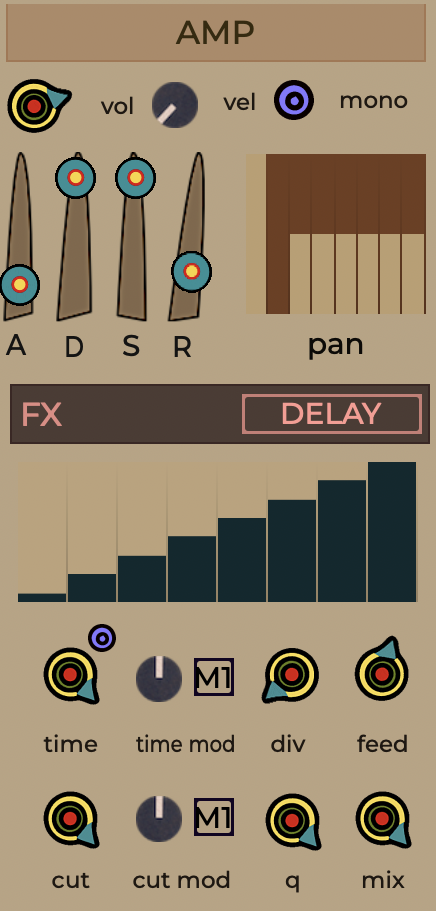 AMP
vol vel mono
A D S R
pan
FX DELAY
M1
time time mod div feed
M1
cut cut mod q mix